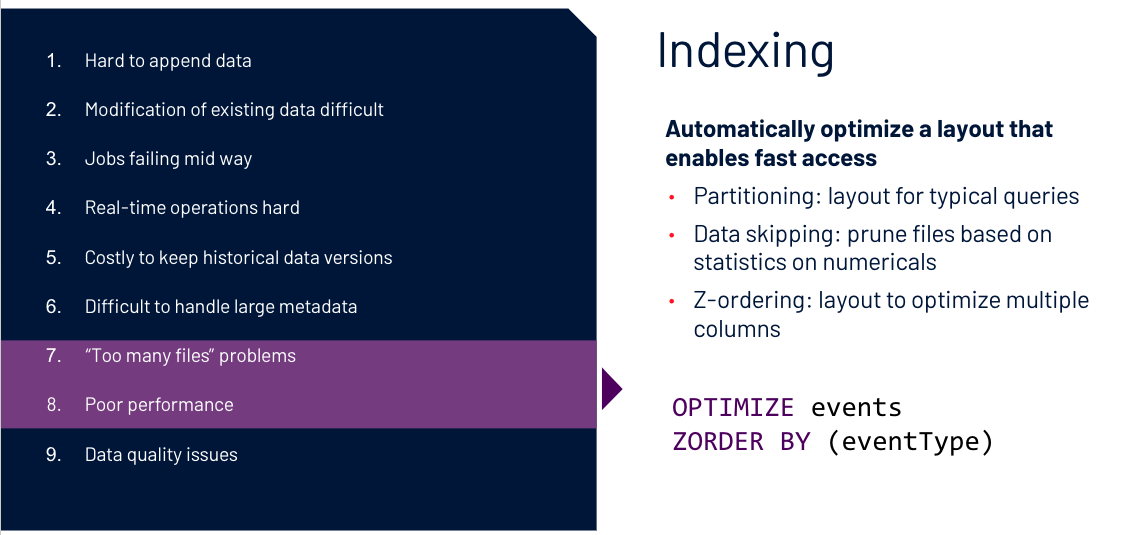 1. Hard to append data
2. Modification of existing data difficult
3. Jobs failing mid way
4. Real-time operations hard
5. Costly to keep historical data versions
6. Difficult to handle large metadata
7. “Too many files” problems
8. Poor performance
9. Data quality issues
Indexing
Automatically optimize a layout that
enables fast access
• Partitioning: layout for typical queries
• Data skipping: prune files based on
statistics on numericals
• Z-ordering: layout to optimize multiple
columns
OPTIMIZE events
ZORDER BY (eventType)